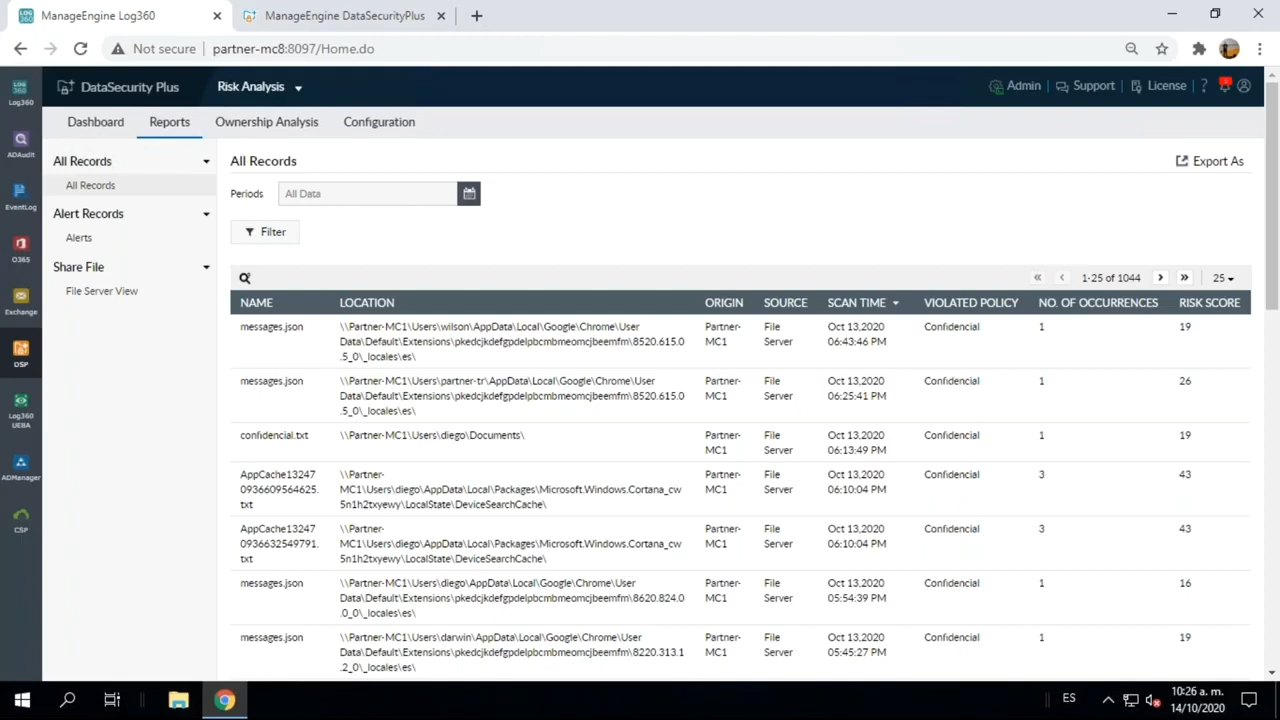 ManageEngine Log360
ManageEngine DataSecurityPlus
Not secure
partner-mc8:8097/Home.do
LOG 360
Log360
ADAudit
EventLog
O365
Exchange
DSP
Log360 UEBA
ADManager
CSP
DataSecurity Plus
Risk Analysis
Admin
Support
License
?
3
Dashboard
Reports
Ownership Analysis
Configuration
All Records
All Records
Alert Records
Alerts
Share File
File Server View
All Records
Export As
Periods
All Data
Filter
1-25 of 1044
25
NAME LOCATION ORIGIN SOURCE SCAN TIME VIOLATED POLICY NO. OF OCCURRENCES RISK SCORE
messages.json \\Partner-MC1\Users\wilson\AppData\Local\Google\Chrome\User Partner- File Oct 13,2020 Confidencial 1 19
Data\Default\Extensions\pkedcjkdefgpdelpbcmbmeomcjbeemfm\8520.615.0 MC1 Server 06:43:46 PM
.5_0\_locales\es\
messages.json \\Partner-MC1\Users\partner-tr\AppData\Local\Google\Chrome\User Partner- File Oct 13,2020 Confidencial 1 26
Data\Default\Extensions\pkedcjkdefgpdelpbcmbmeomcjbeemfm\8520.615.0 MC1 Server 06:25:41 PM
.5_0\_locales\es\
confidencial.txt \\Partner-MC1\Users\diego\Documents\ Partner- File Oct 13,2020 Confidencial 1 19
MC1 Server 06:13:49 PM
AppCache13247 \\Partner- Partner- File Oct 13,2020 Confidencial 3 43
0936609564625. MC1\Users\diego\AppData\Local\Packages\Microsoft.Windows.Cortana_cw MC1 Server 06:10:04 PM
txt 5n1h2txyewy\LocalState\DeviceSearchCache\
AppCache13247 \\Partner- Partner- File Oct 13,2020 Confidencial 3 43
0936632549791. MC1\Users\diego\AppData\Local\Packages\Microsoft.Windows.Cortana_cw MC1 Server 06:10:04 PM
txt 5n1h2txyewy\LocalState\DeviceSearchCache\
messages.json \\Partner-MC1\Users\diego\AppData\Local\Google\Chrome\User Partner- File Oct 13,2020 Confidencial 1 16
Data\Default\Extensions\pkedcjkdefgpdelpbcmbmeomcjbeemfm\8620.824.0 MC1 Server 05:54:39 PM
.0_0\_locales\es\
messages.json \\Partner-MC1\Users\darwin\AppData\Local\Google\Chrome\User Partner- File Oct 13,2020 Confidencial 1 19
Data\Default\Extensions\pkedcjkdefgpdelpbcmbmeomcjbeemfm\8220.313.1 MC1 Server 05:45:27 PM
.2_0\_locales\es\
ES
10:26 a. m.
14/10/2020